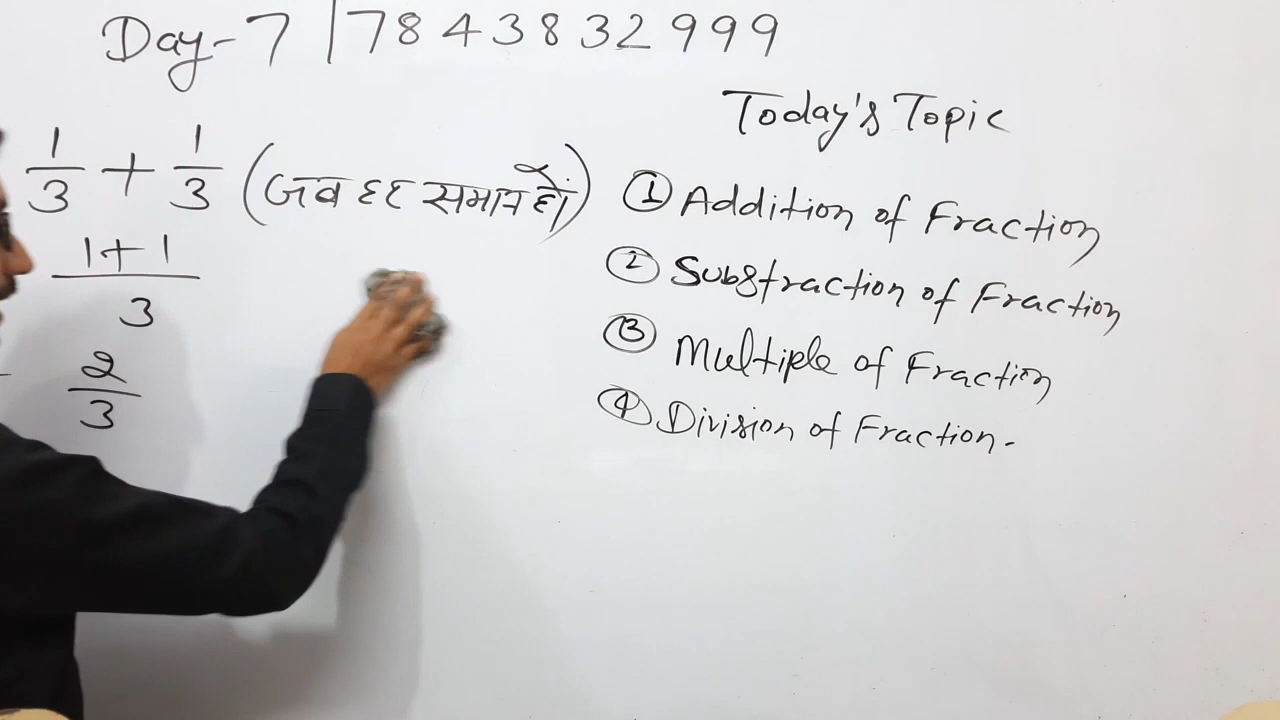 Day-7 | 7843832999
Today's Topic
1/3 + 1/3 (जब हर समान हो)
1+1/3
2/3
① Addition of Fraction
② Substraction of Fraction
③ Multiple of Fraction
④ Division of Fraction.